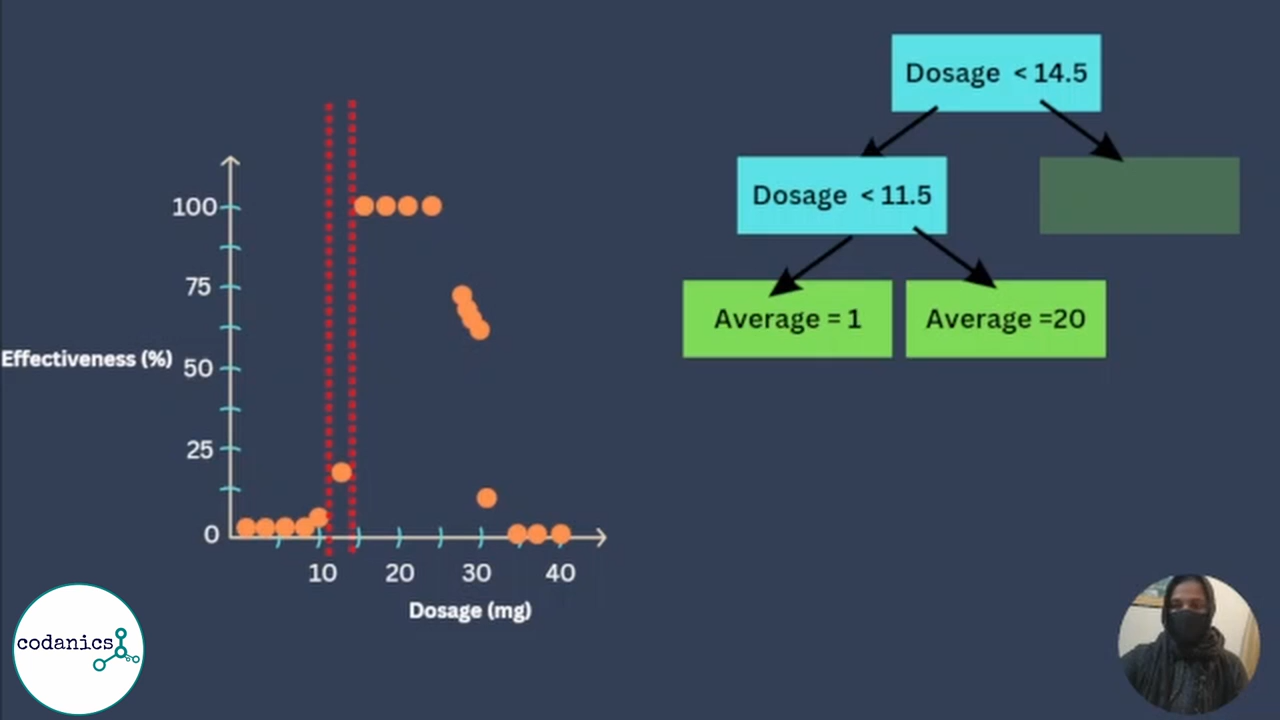 Dosage < 14.5
Dosage < 11.5
Average = 1
Average =20
100
75
50
25
0
Effectiveness (%)
10 20 30 40
Dosage (mg)
codanics